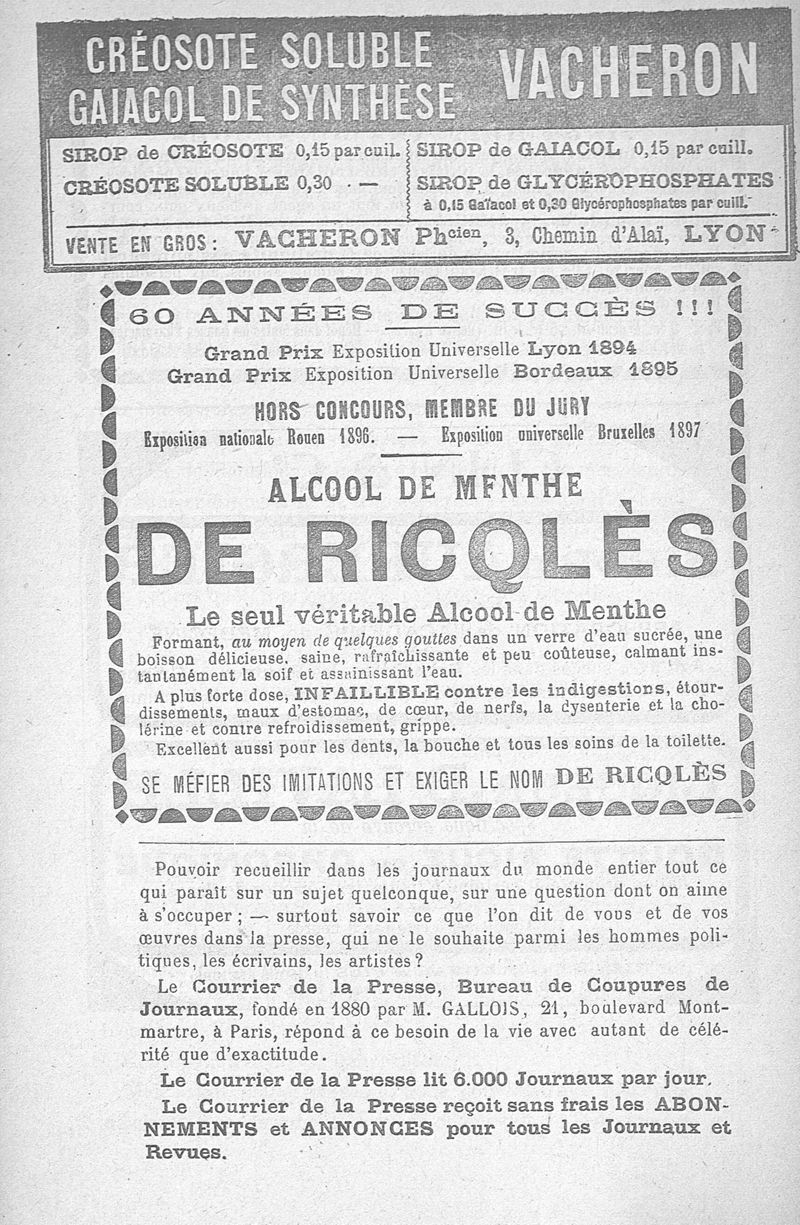 CRÉOSOTE SOLUBLE
GAIACOL DE SYNTHÈSE
VACHERON
SIROP de CRÉOSOTE 0,15 par cuil.
CRÉOSOTE SOLUBLE 0,30 . —
SIROP de GAIACOL 0,15 par cuill.
SIROP de GLYCÉROPHOSPHATES
à 0,15 Gaïacol et 0,30 Glycérophosphates par cuill.
VENTE EN GROS : VACHERON Phcien, 3, Chemin d'Alaï, LYON
60 ANNÉES DE SUCCÈS !!!
Grand Prix Exposition Universelle Lyon 1894
Grand Prix Exposition Universelle Bordeaux 1895
HORS CONCOURS, MEMBRE DU JURY
Exposition nationale Rouen 1896. — Exposition universelle Bruxelles 1897
ALCOOL DE MENTHE
DE RICQLÈS
Le seul véritable Alcool de Menthe
Formant, au moyen de quelques gouttes dans un verre d'eau sucrée, une
boisson délicieuse, saine, rafraîchissante et peu coûteuse, calmant ins-
tantanément la soif et assainissant l'eau.
A plus forte dose, INFAILLIBLE contre les indigestions, étour-
dissements, maux d'estomac, de cœur, de nerfs, la dysenterie et la cho-
lérine et contre refroidissement, grippe.
Excellent aussi pour les dents, la bouche et tous les soins de la toilette.
SE MÉFIER DES IMITATIONS ET EXIGER LE NOM DE RICQLÈS
Pouvoir recueillir dans les journaux du monde entier tout ce
qui paraît sur un sujet quelconque, sur une question dont on aime
à s'occuper ; — surtout savoir ce que l'on dit de vous et de vos
œuvres dans la presse, qui ne le souhaite parmi les hommes poli-
tiques, les écrivains, les artistes ?
Le Courrier de la Presse, Bureau de Coupures de
Journaux, fondé en 1880 par M. GALLOIS, 21, boulevard Mont-
martre, à Paris, répond à ce besoin de la vie avec autant de célé-
rité que d'exactitude.
Le Courrier de la Presse lit 6.000 Journaux par jour.
Le Courrier de la Presse reçoit sans frais les ABON-
NEMENTS et ANNONCES pour tous les Journaux et
Revues.